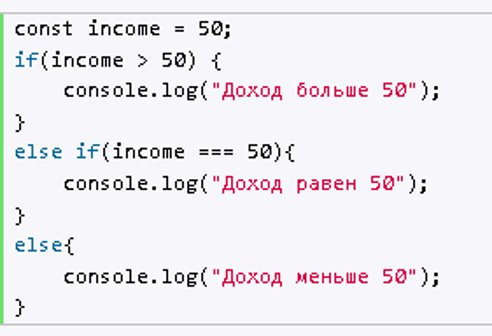 const income = 50;
if(income > 50) {
    console.log("Доход больше 50");
}
else if(income === 50){
    console.log("Доход равен 50");
}
else{
    console.log("Доход меньше 50");
}